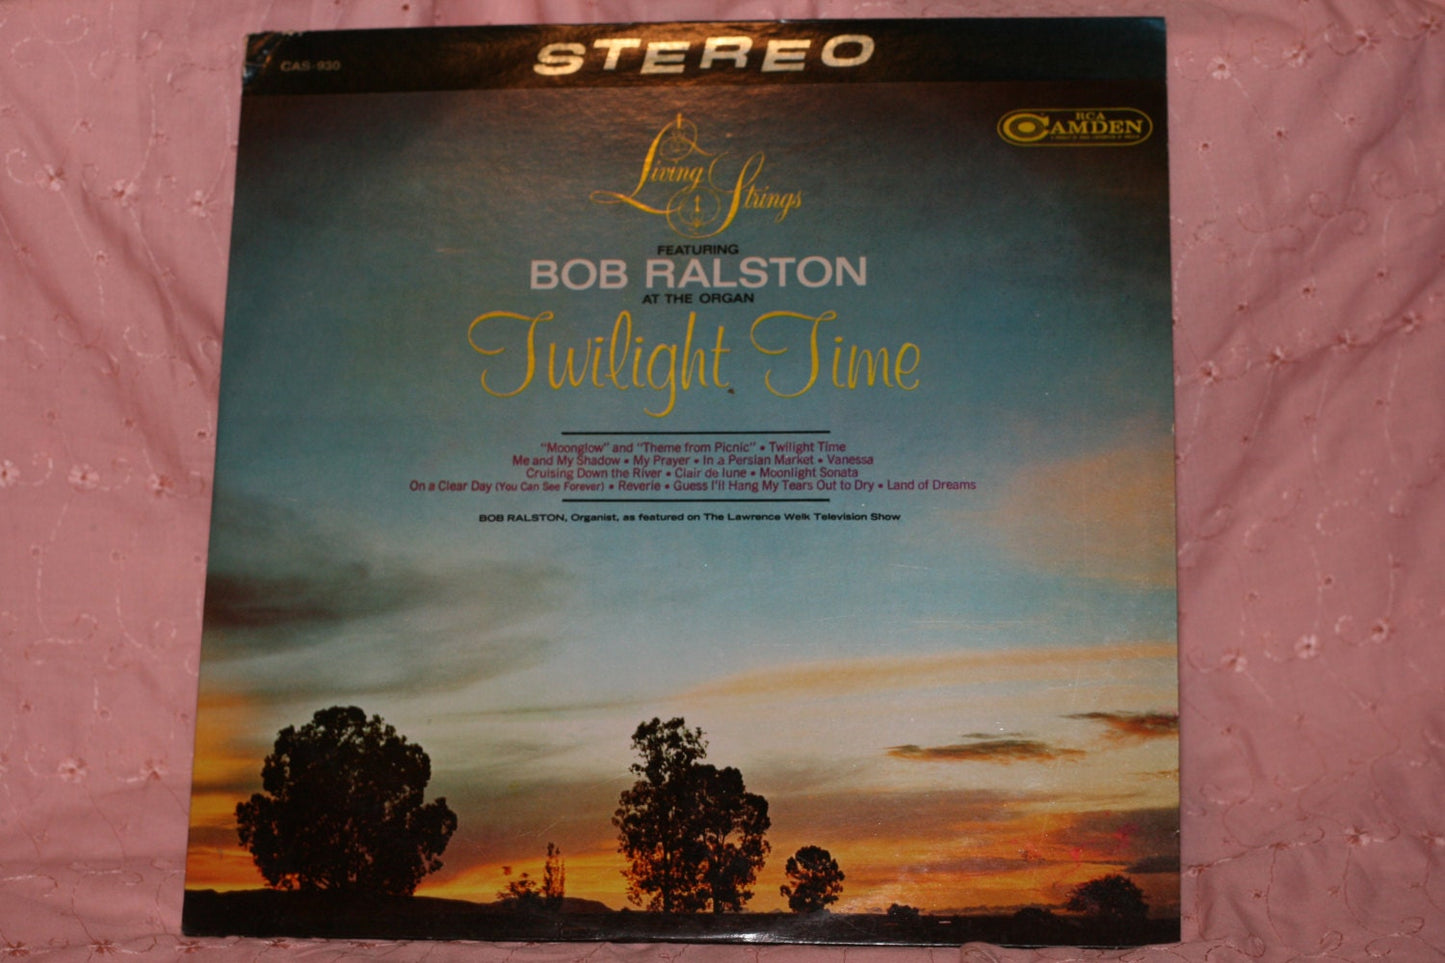 STEREO
CAS-930
RCA
CAMDEN
Living Strings
FEATURING
BOB RALSTON
AT THE ORGAN
Twilight Time
"Moonglow" and "Theme from Picnic" • Twilight Time
Me and My Shadow • My Prayer • In a Persian Market • Vanessa
Cruising Down the River • Clair de lune • Moonlight Sonata
On a Clear Day (You Can See Forever) • Reverie • Guess I'll Hang My Tears Out to Dry • Land of Dreams
BOB RALSTON, Organist, as featured on The Lawrence Welk Television Show